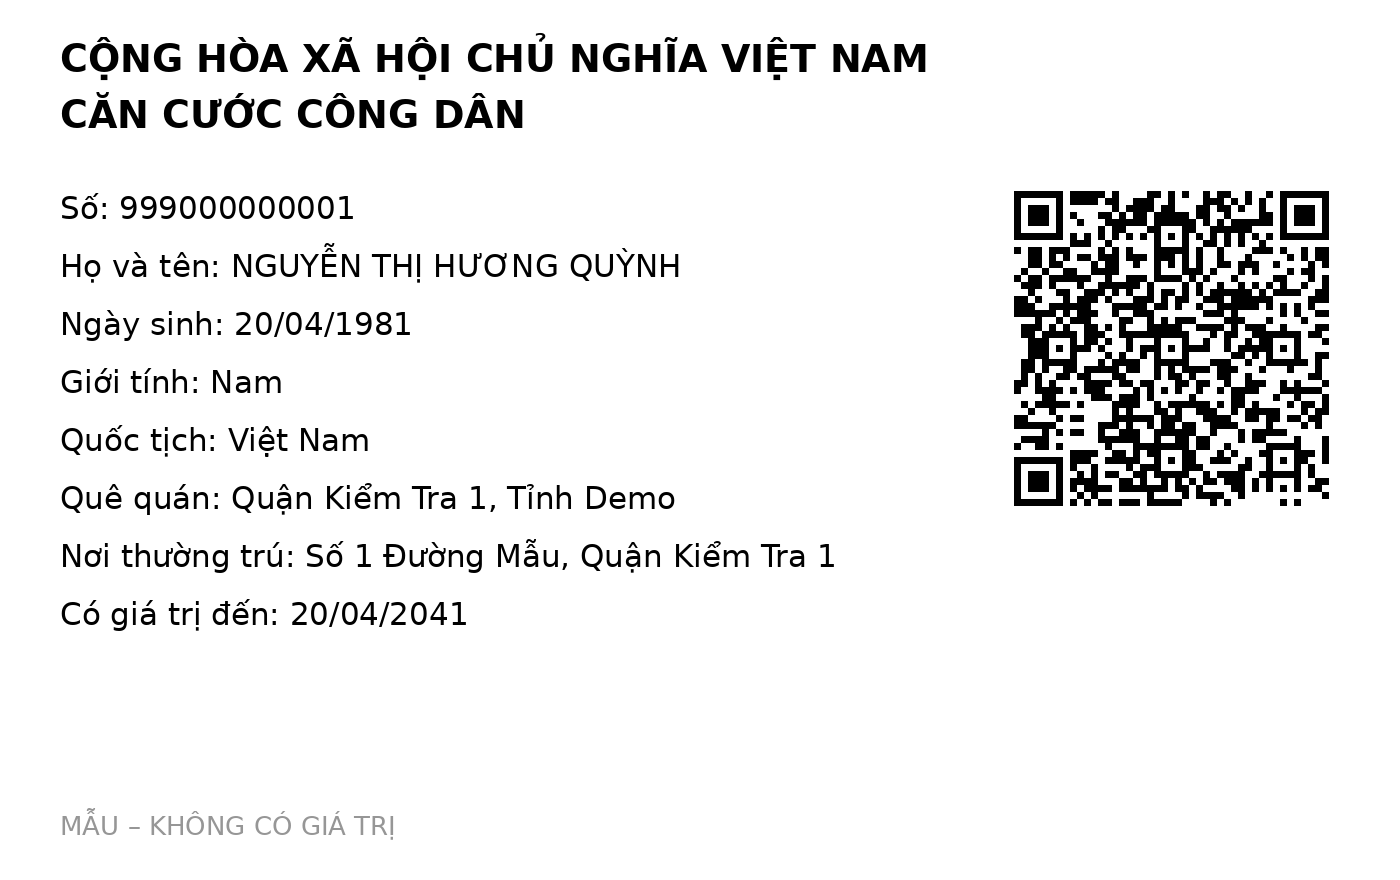 CỘNG HÒA XÃ HỘI CHỦ NGHĨA VIỆT NAM
CĂN CƯỚC CÔNG DÂN
Số: 999000000001
Họ và tên: NGUYỄN THỊ HƯƠNG QUỲNH
Ngày sinh: 20/04/1981
Giới tính: Nam
Quốc tịch: Việt Nam
Quê quán: Quận Kiểm Tra 1, Tỉnh Demo
Nơi thường trú: Số 1 Đường Mẫu, Quận Kiểm Tra 1
Có giá trị đến: 20/04/2041
MẪU – KHÔNG CÓ GIÁ TRỊ